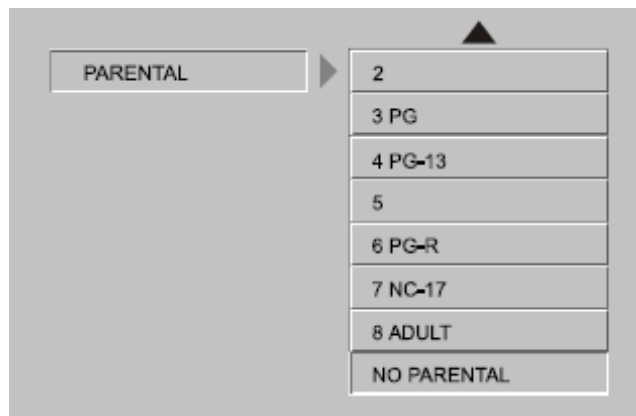 PARENTAL
2
3 PG
4 PG-13
5
6 PG-R
7 NC-17
8 ADULT
NO PARENTAL